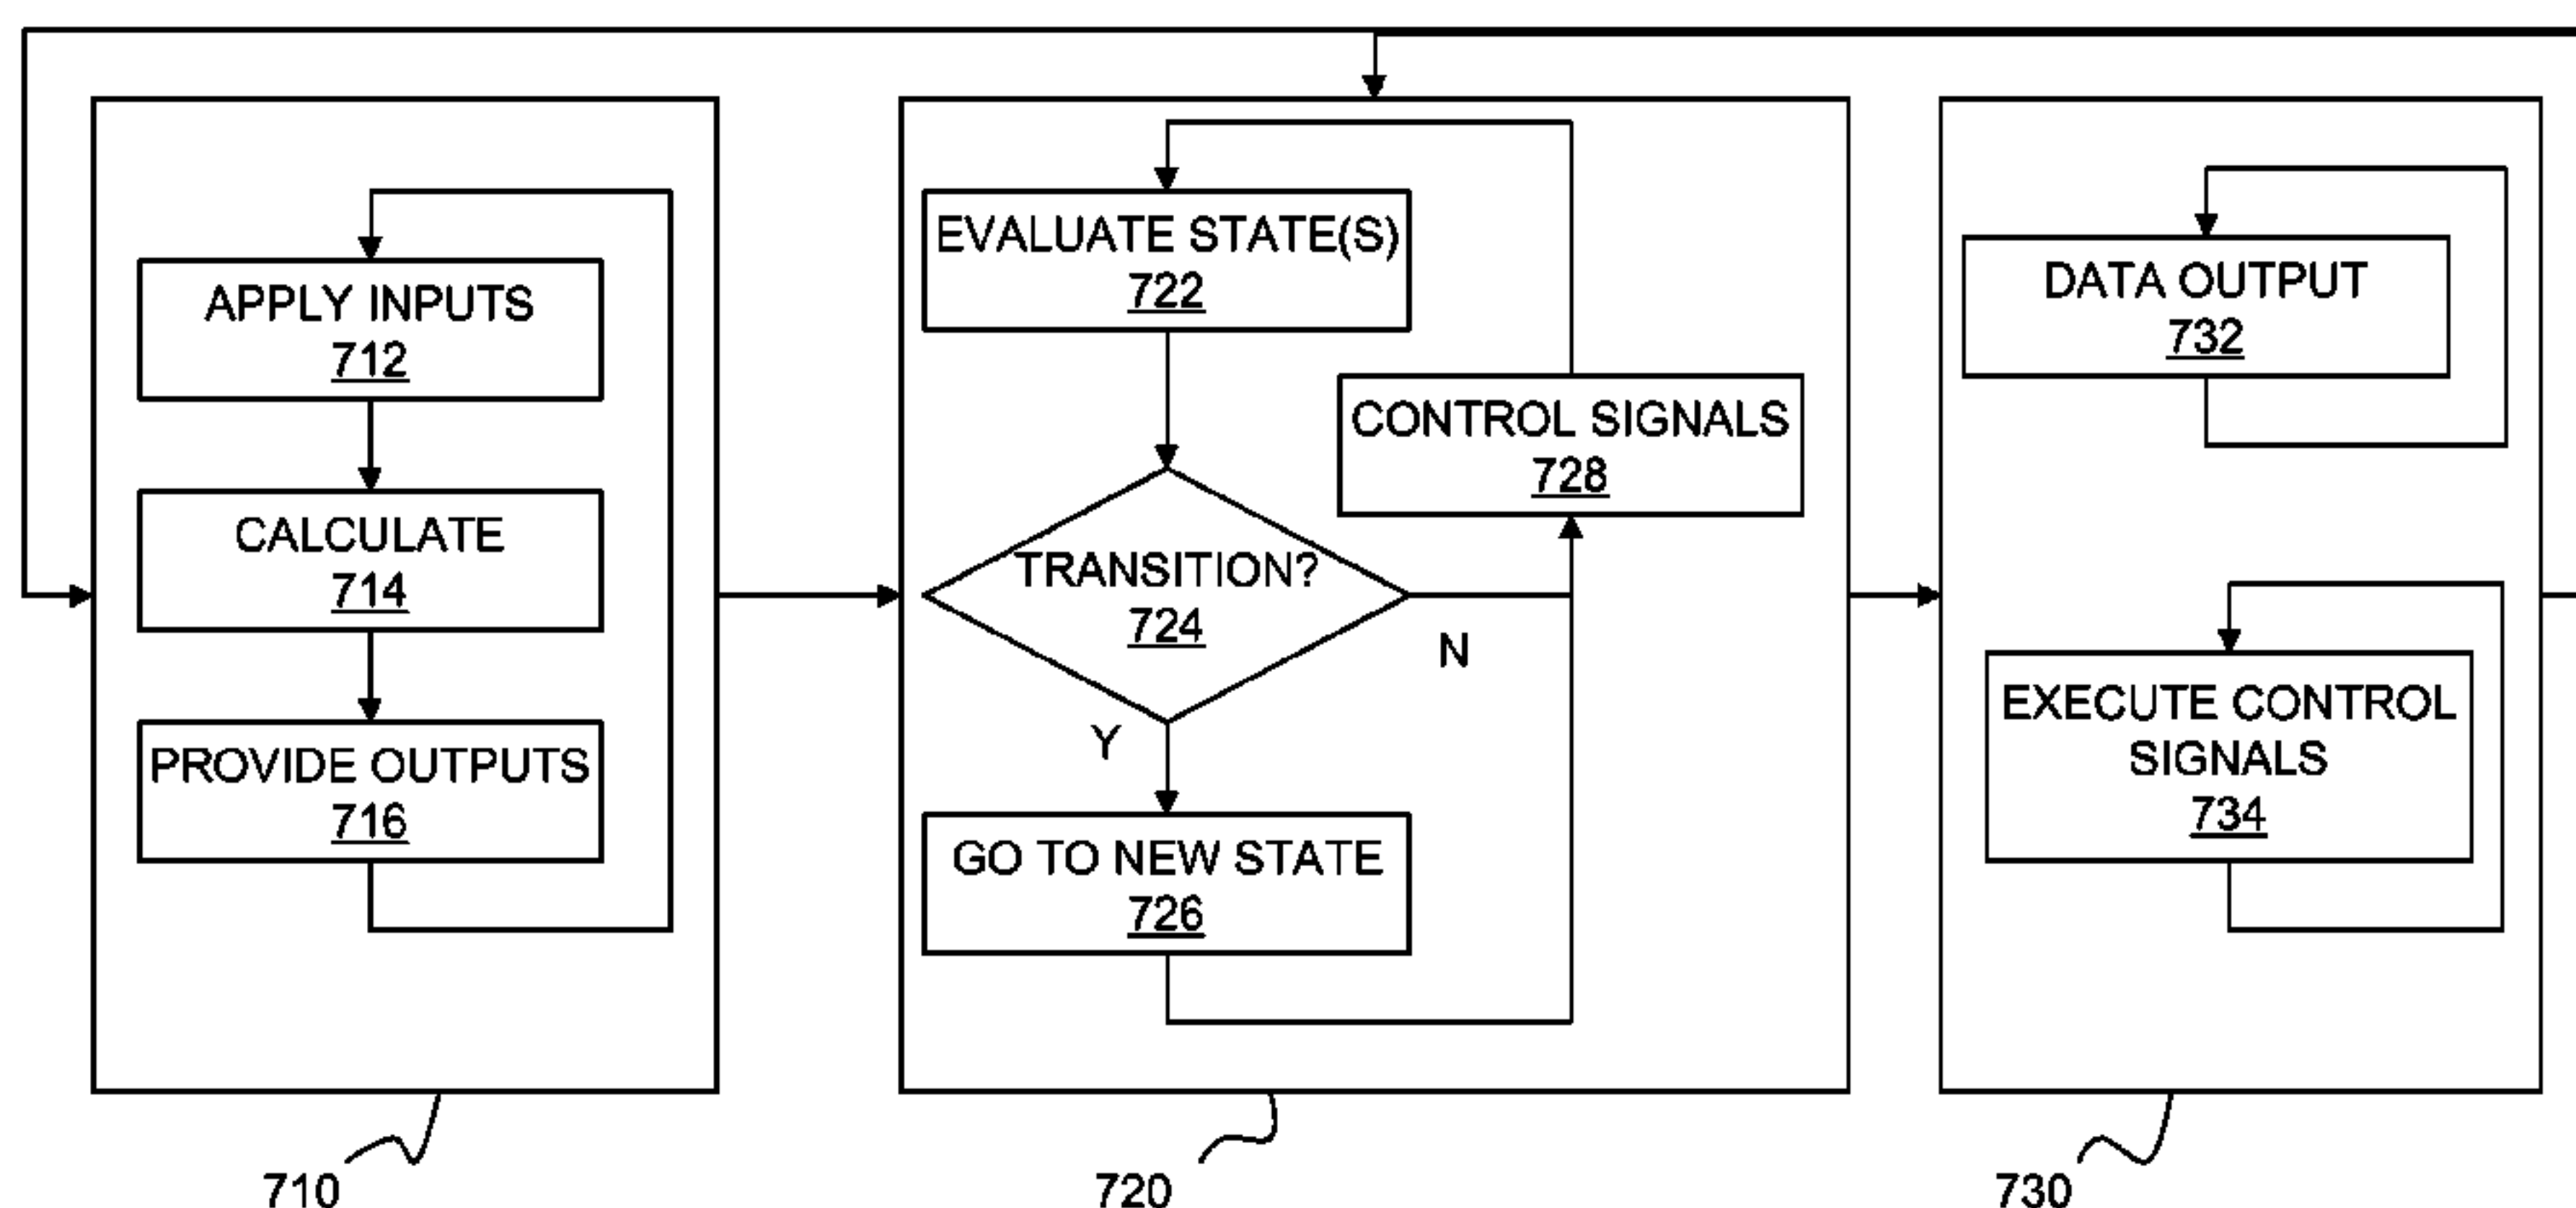 APPLY INPUTS
712
CALCULATE
714
PROVIDE OUTPUTS
716
710
EVALUATE STATE(S)
722
TRANSITION?
724
N
Y
GO TO NEW STATE
726
CONTROL SIGNALS
728
720
DATA OUTPUT
732
EXECUTE CONTROL
SIGNALS
734
730